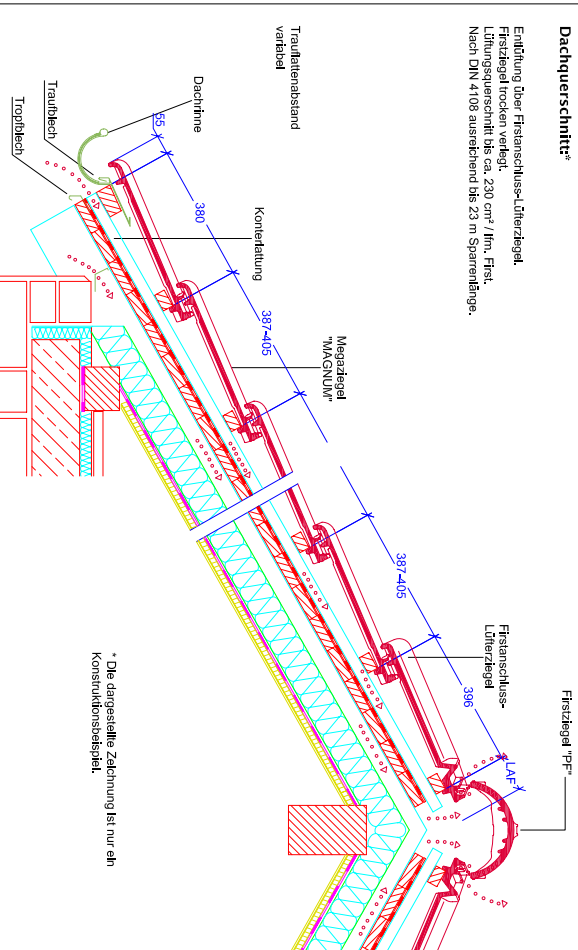 Dachquerschnitt:*
Entlüftung über Firstanschluss-Lüfterziegel.
Firstziegel trocken verlegt.
Lüftungsquerschnitt bis ca. 230 cm² / lfm. First.
Nach DIN 4108 ausreichend bis 23 m Sparrenlänge.
Firstziegel "PF"
Trauflattenabstand
variabel
Dachrinne
Traufblech
Tropfblech
Konterlattung
Megaziegel
"MAGNUM"
Firstanschluss-
Lüfterziegel
55
380
387-405
387-405
396
LAF
* Die dargestellte Zeichnung ist nur ein
Konstruktionsbeispiel.